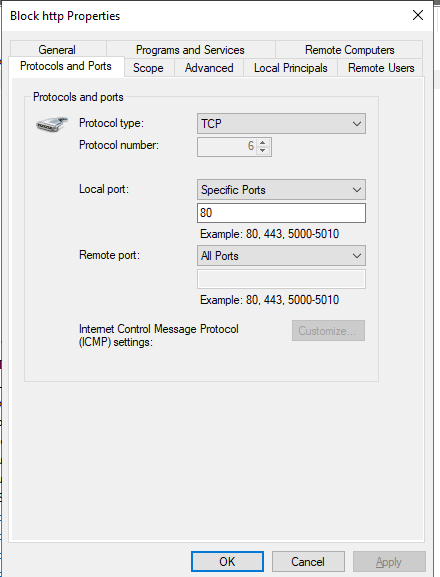 Block http Properties
General
Programs and Services
Remote Computers
Protocols and Ports
Scope
Advanced
Local Principals
Remote Users
Protocols and ports
Protocol type:
TCP
Protocol number:
6
Local port:
Specific Ports
80
Example: 80, 443, 5000-5010
Remote port:
All Ports
Example: 80, 443, 5000-5010
Internet Control Message Protocol
(ICMP) settings:
Customize...
OK
Cancel
Apply